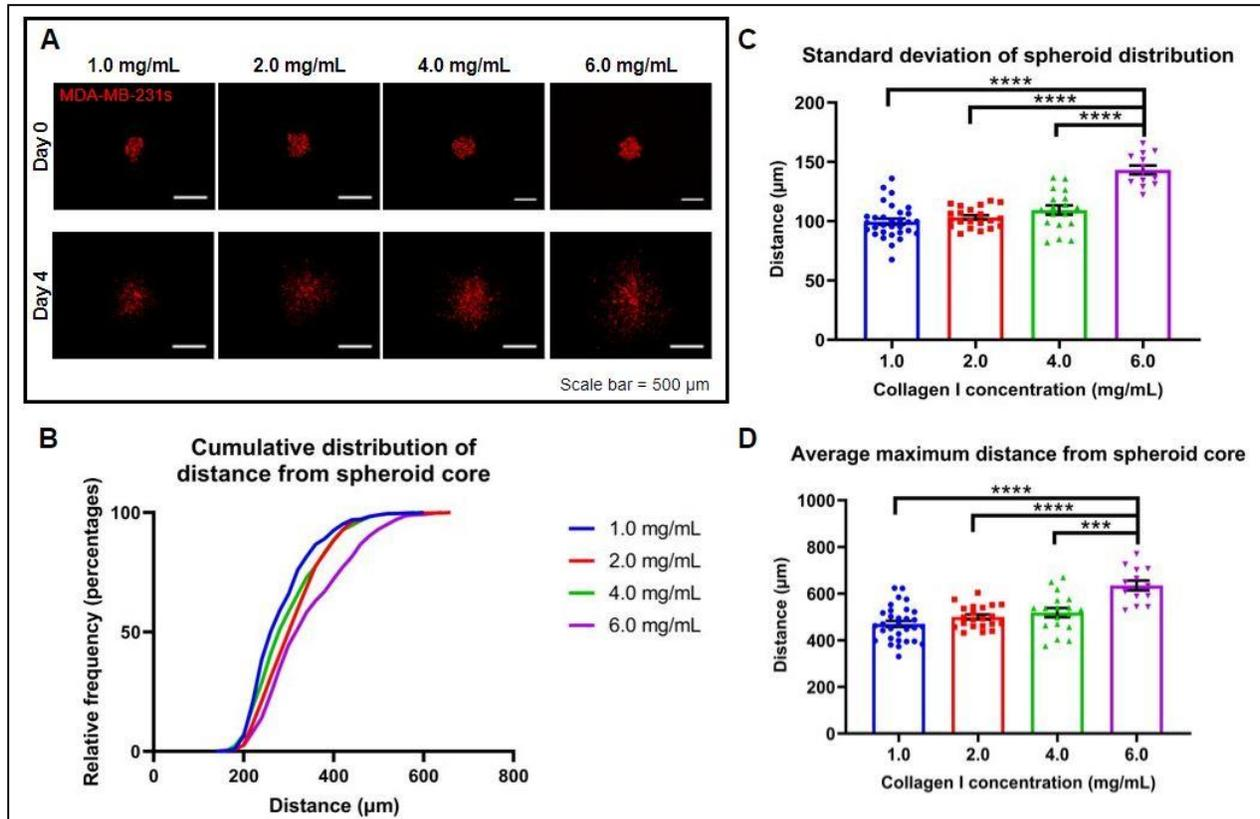 A
1.0 mg/mL 2.0 mg/mL 4.0 mg/mL 6.0 mg/mL
MDA-MB-231s
Day 0
Day 4
Scale bar = 500 µm
B
Cumulative distribution of
distance from spheroid core
Relative frequency (percentages)
100
50
0
0 200 400 600 800
Distance (µm)
1.0 mg/mL
2.0 mg/mL
4.0 mg/mL
6.0 mg/mL
C
Standard deviation of spheroid distribution
****
****
****
Distance (µm)
200
150
100
50
0
1.0 2.0 4.0 6.0
Collagen I concentration (mg/mL)
D
Average maximum distance from spheroid core
****
****
***
Distance (µm)
1000
800
600
400
200
0
1.0 2.0 4.0 6.0
Collagen I concentration (mg/mL)